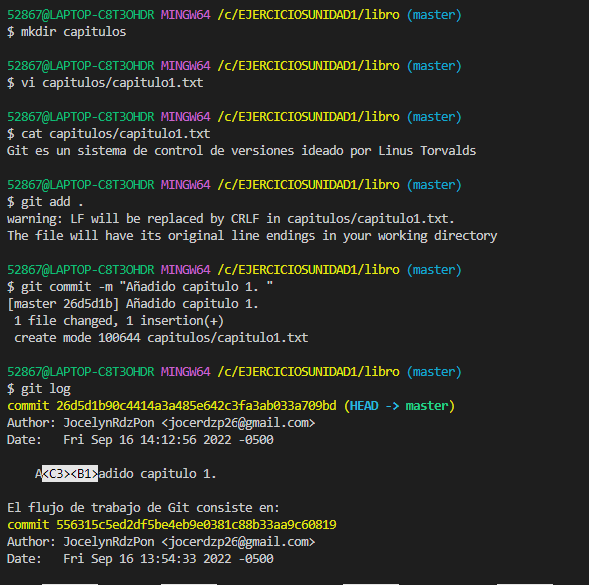 52867@LAPTOP-C8T3OHDR MINGW64 /c/EJERCICIOSUNIDAD1/libro (master)
$ mkdir capitulos
52867@LAPTOP-C8T3OHDR MINGW64 /c/EJERCICIOSUNIDAD1/libro (master)
$ vi capitulos/capitulo1.txt
52867@LAPTOP-C8T3OHDR MINGW64 /c/EJERCICIOSUNIDAD1/libro (master)
$ cat capitulos/capitulo1.txt
Git es un sistema de control de versiones ideado por Linus Torvalds
52867@LAPTOP-C8T3OHDR MINGW64 /c/EJERCICIOSUNIDAD1/libro (master)
$ git add .
warning: LF will be replaced by CRLF in capitulos/capitulo1.txt.
The file will have its original line endings in your working directory
52867@LAPTOP-C8T3OHDR MINGW64 /c/EJERCICIOSUNIDAD1/libro (master)
$ git commit -m "Añadido capitulo 1. "
[master 26d5d1b] Añadido capitulo 1.
1 file changed, 1 insertion(+)
create mode 100644 capitulos/capitulo1.txt
52867@LAPTOP-C8T3OHDR MINGW64 /c/EJERCICIOSUNIDAD1/libro (master)
$ git log
commit 26d5d1b90c4414a3a485e642c3fa3ab033a709bd (HEAD -> master)
Author: JocelynRdzPon <jocerdzp26@gmail.com>
Date:   Fri Sep 16 14:12:56 2022 -0500
A<C3><B1>adido capitulo 1.
El flujo de trabajo de Git consiste en:
commit 556315c5ed2df5be4eb9e0381c88b33aa9c60819
Author: JocelynRdzPon <jocerdzp26@gmail.com>
Date:   Fri Sep 16 13:54:33 2022 -0500